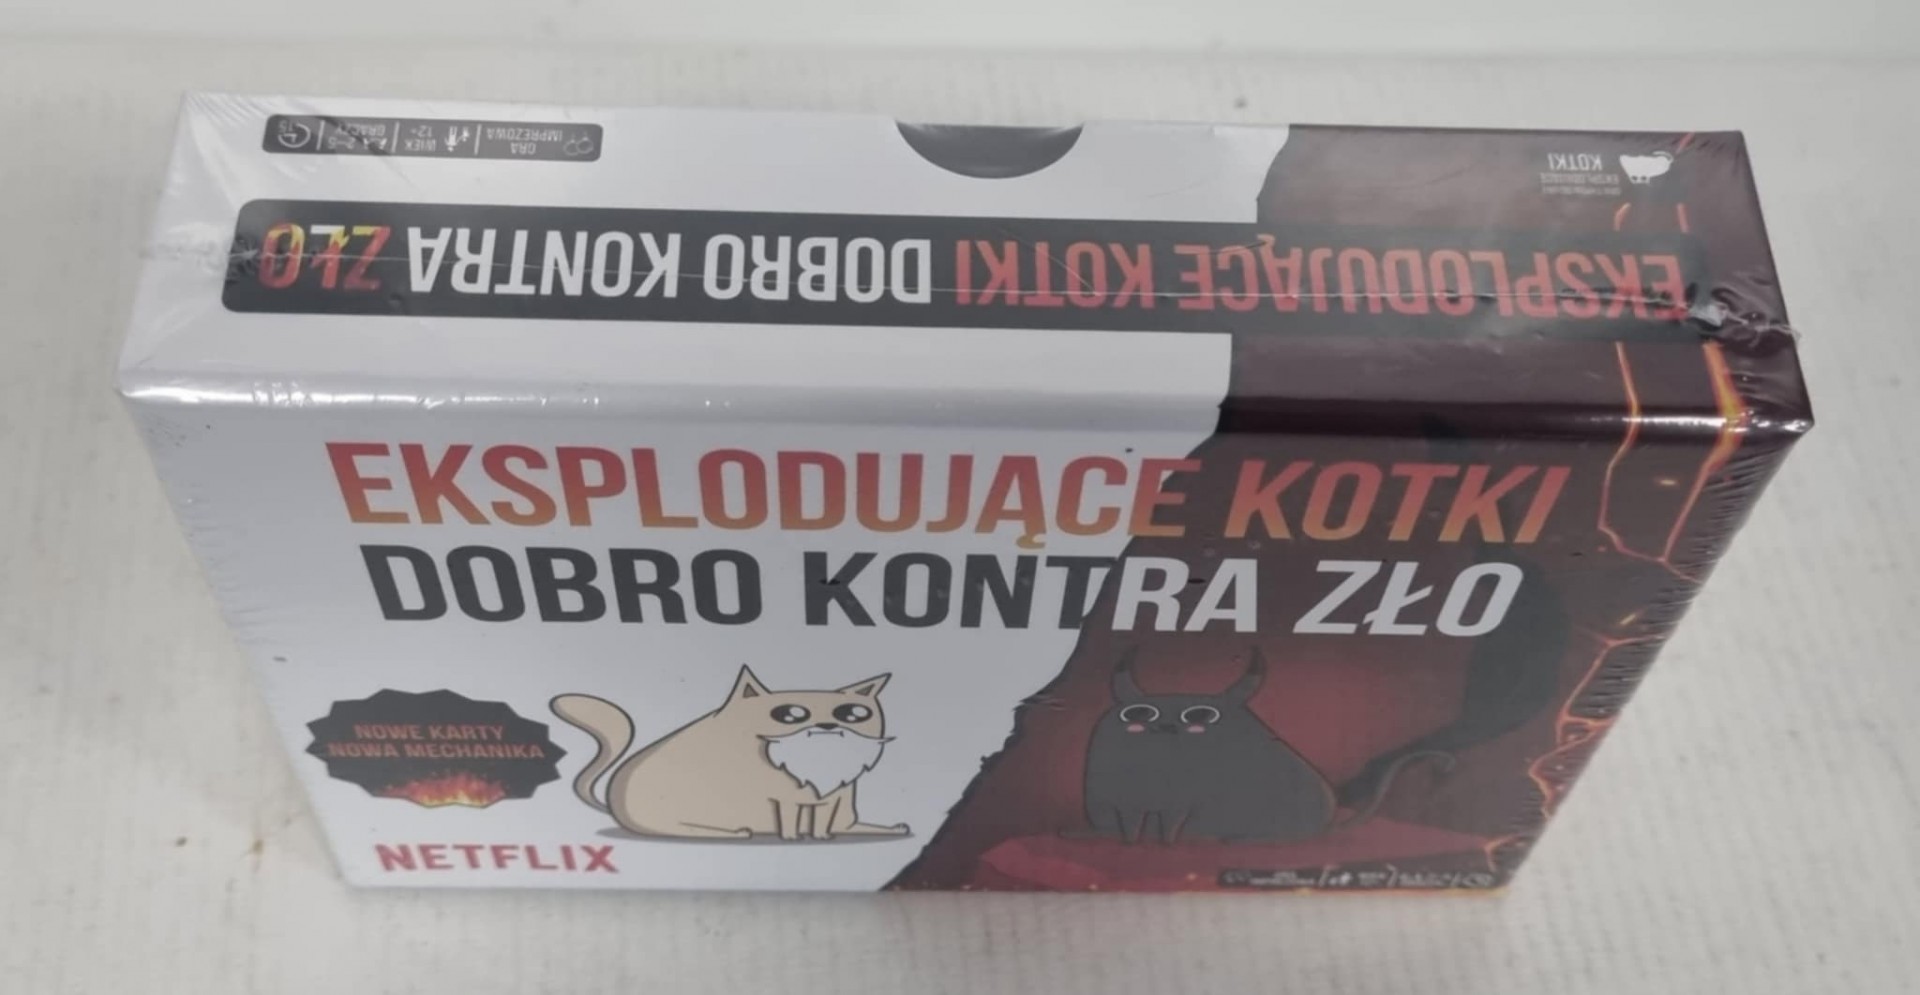 GRA
IMPREZOWA
WIEK
12+
2-5
GRACZY
15
KOTKI
EKSPLODUJĄCE KOTKI DOBRO KONTRA ZŁO
EKSPLODUJĄCE KOTKI
DOBRO KONTRA ZŁO
NOWE KARTY
NOWA MECHANIKA
NETFLIX